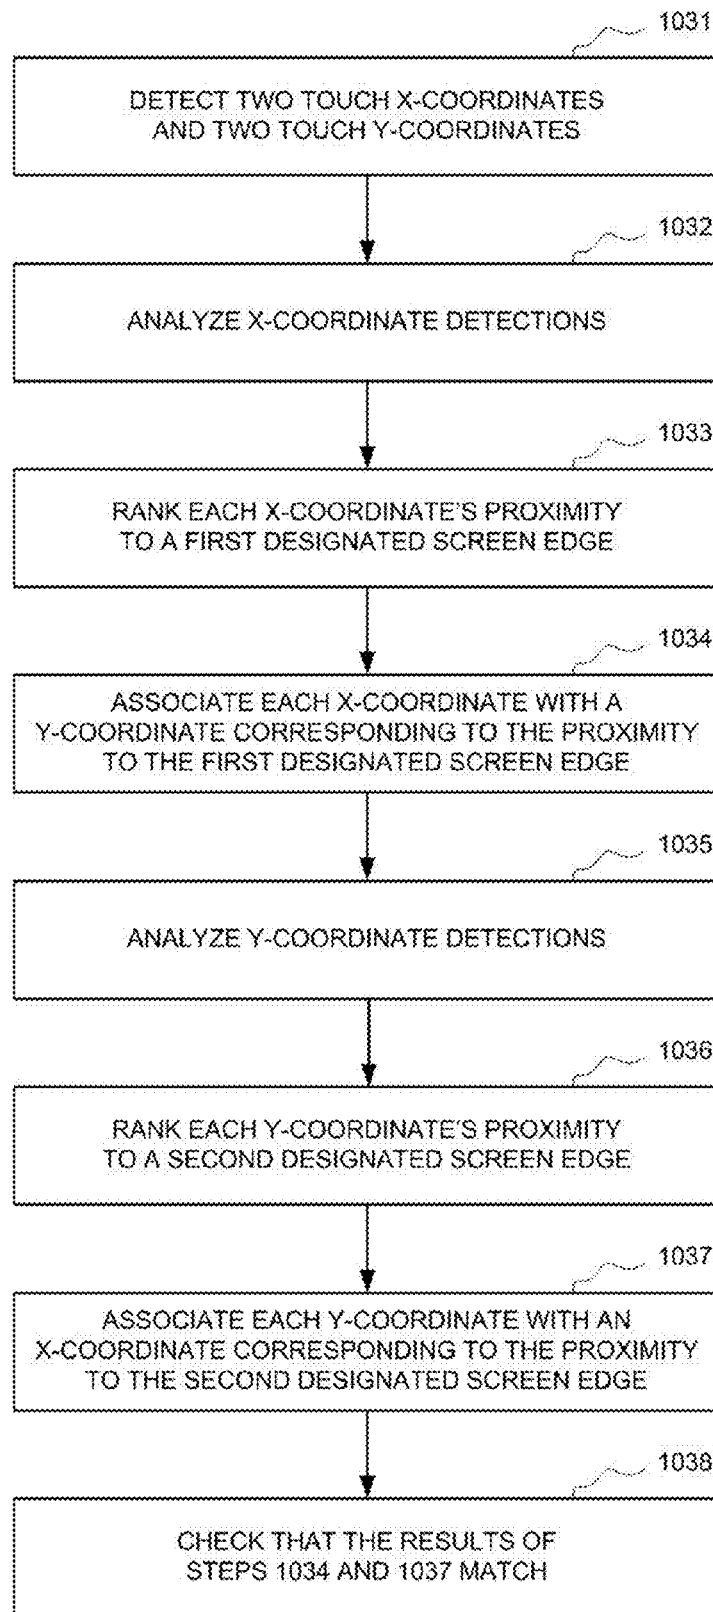 1031
DETECT TWO TOUCH X-COORDINATES
AND TWO TOUCH Y-COORDINATES
1032
ANALYZE X-COORDINATE DETECTIONS
1033
RANK EACH X-COORDINATE'S PROXIMITY
TO A FIRST DESIGNATED SCREEN EDGE
1034
ASSOCIATE EACH X-COORDINATE WITH A
Y-COORDINATE CORRESPONDING TO THE PROXIMITY
TO THE FIRST DESIGNATED SCREEN EDGE
1035
ANALYZE Y-COORDINATE DETECTIONS
1036
RANK EACH Y-COORDINATE'S PROXIMITY
TO A SECOND DESIGNATED SCREEN EDGE
1037
ASSOCIATE EACH Y-COORDINATE WITH AN
X-COORDINATE CORRESPONDING TO THE PROXIMITY
TO THE SECOND DESIGNATED SCREEN EDGE
1038
CHECK THAT THE RESULTS OF
STEPS 1034 AND 1037 MATCH